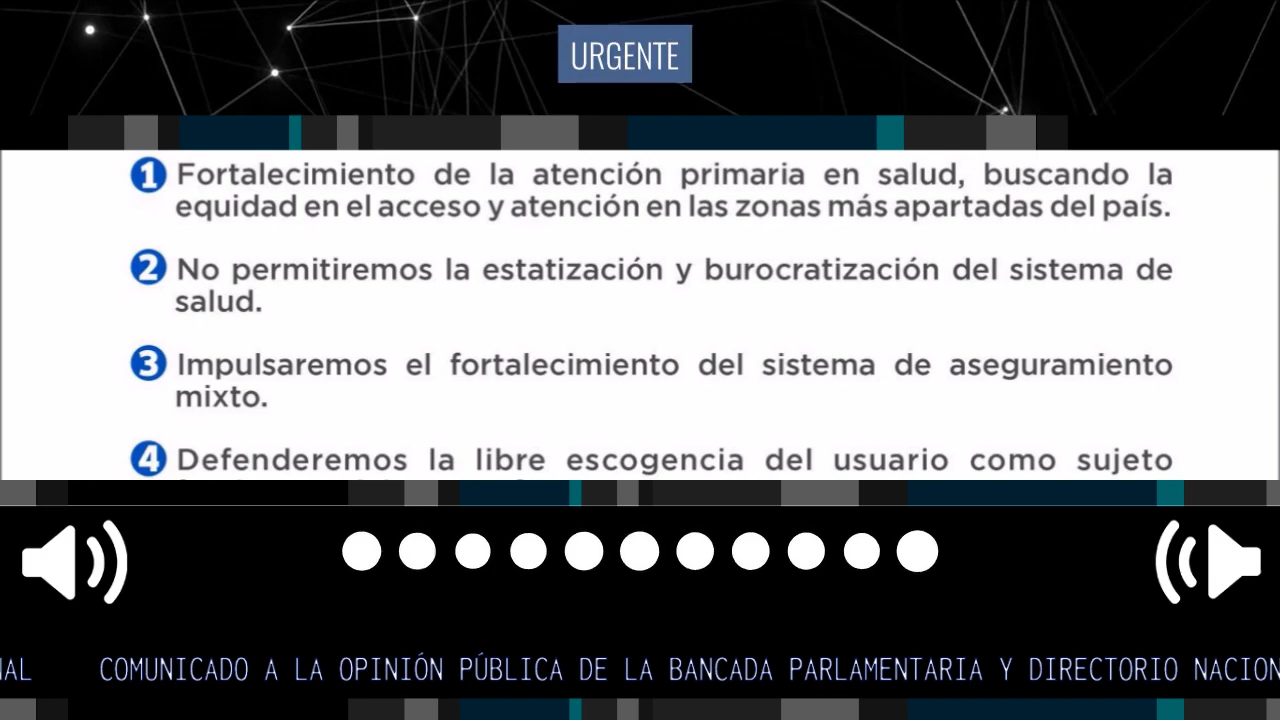 URGENTE
1 Fortalecimiento de la atención primaria en salud, buscando la
equidad en el acceso y atención en las zonas más apartadas del país.
2 No permitiremos la estatización y burocratización del sistema de
salud.
3 Impulsaremos el fortalecimiento del sistema de aseguramiento
mixto.
4 Defenderemos la libre escogencia del usuario como sujeto
NAL COMUNICADO A LA OPINIÓN PÚBLICA DE LA BANCADA PARLAMENTARIA Y DIRECTORIO NACION